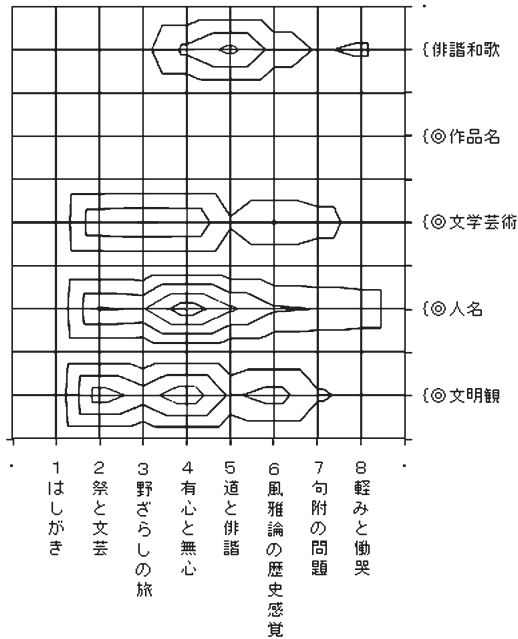 {俳諧和歌
{◎作品名
{◎文学芸術
{◎人名
{◎文明観
1はしがき
2祭と文芸
3野ざらしの旅
4有心と無心
5道と俳諧
6風雅論の歴史感覚
7句附の問題
8軽みと慟哭